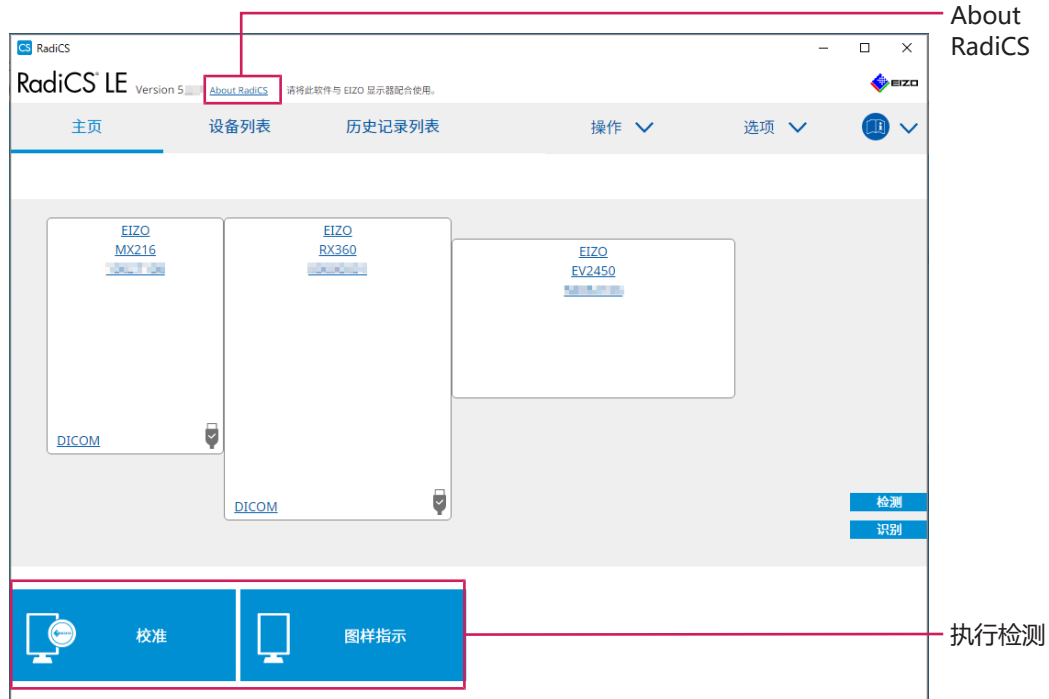 About
RadiCS
CS RadiCS
RadiCS® LE Version 5 About RadiCS 请将此软件与 EIZO 显示器配合使用。
EIZO
主页 设备列表 历史记录列表 操作 选项
EIZO
MX216
DICOM
EIZO
RX360
DICOM
EIZO
EV2450
检测
识别
校准 图样指示
执行检测